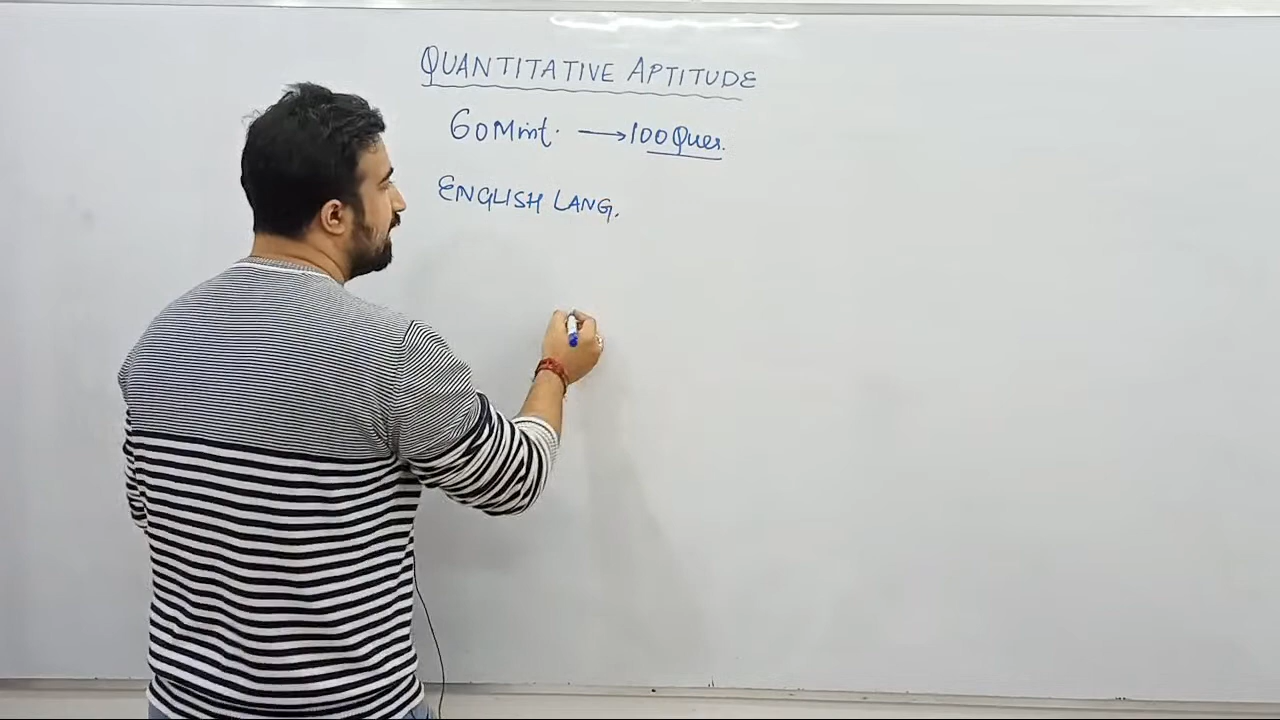 QUANTITATIVE APTITUDE
60 Mint. → 100 Ques.
ENGLISH LANG.